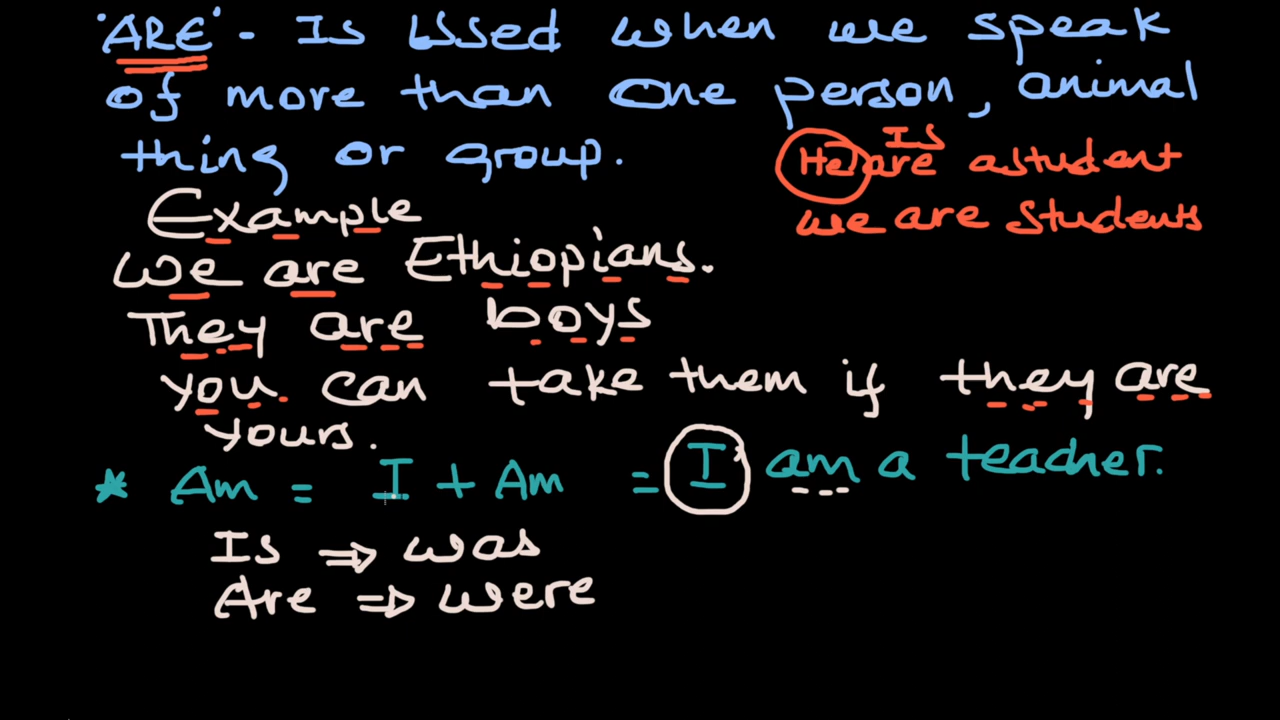 'ARE' - Is Used when we speak
of more than one person, animal
thing or group.
Is
He are a student
we are students
Example
We are Ethiopians.
They are boys
you can take them if they are
yours.
* Am = I + Am = I am a teacher.
Is ⇒ was
Are ⇒ were